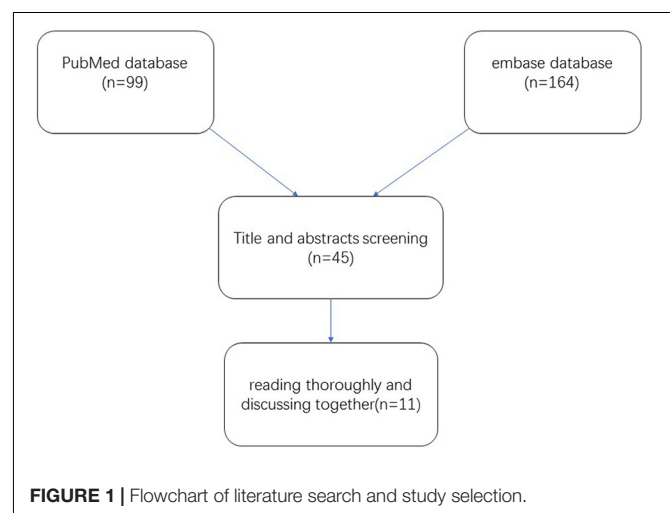 PubMed database
(n=99)
embase database
(n=164)
Title and abstracts screening
(n=45)
reading thoroughly and
discussing together(n=11)
FIGURE 1 | Flowchart of literature search and study selection.